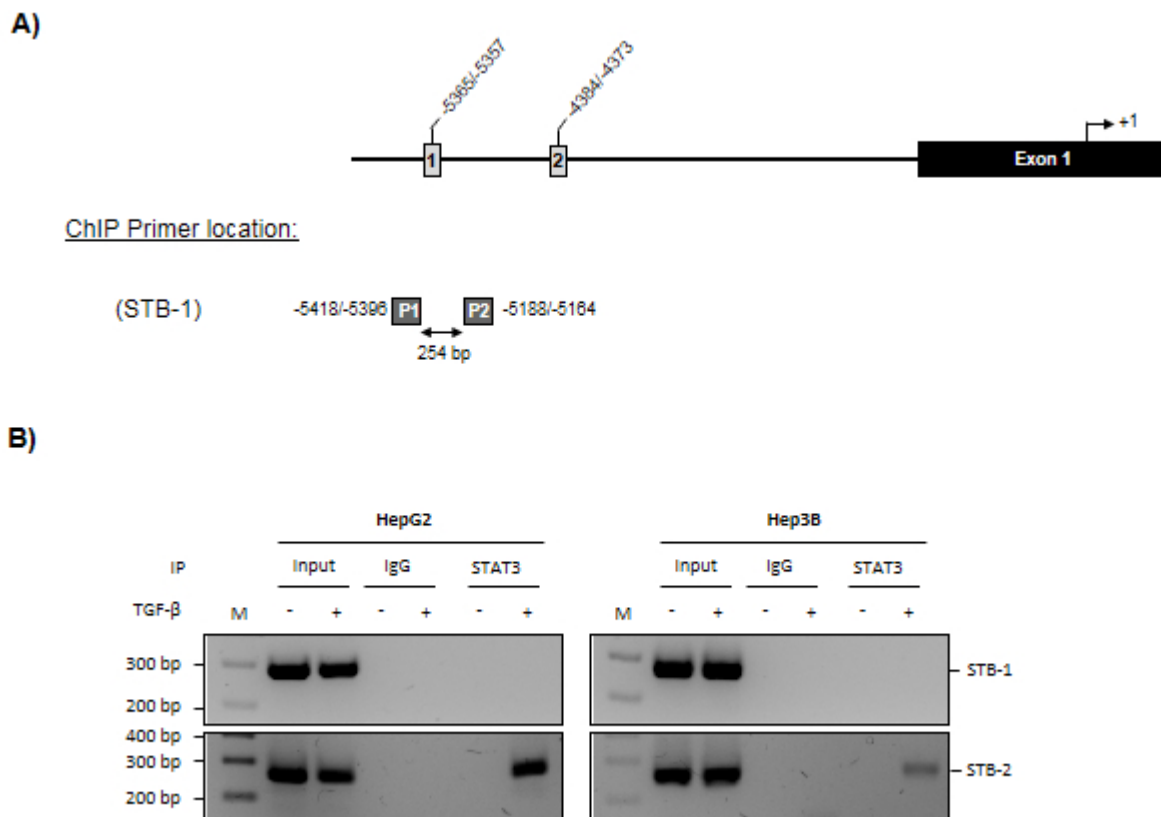 A)
-5365/-5357
-4384/-4373
1
2
Exon 1
+1
ChIP Primer location:
(STB-1) -5418/-5396 P1 P2 -5188/-5164
254 bp
B)
HepG2 Hep3B
IP Input IgG STAT3 Input IgG STAT3
TGF-β M - + - + - + M - + - + - +
300 bp STB-1
200 bp
400 bp
300 bp STB-2
200 bp